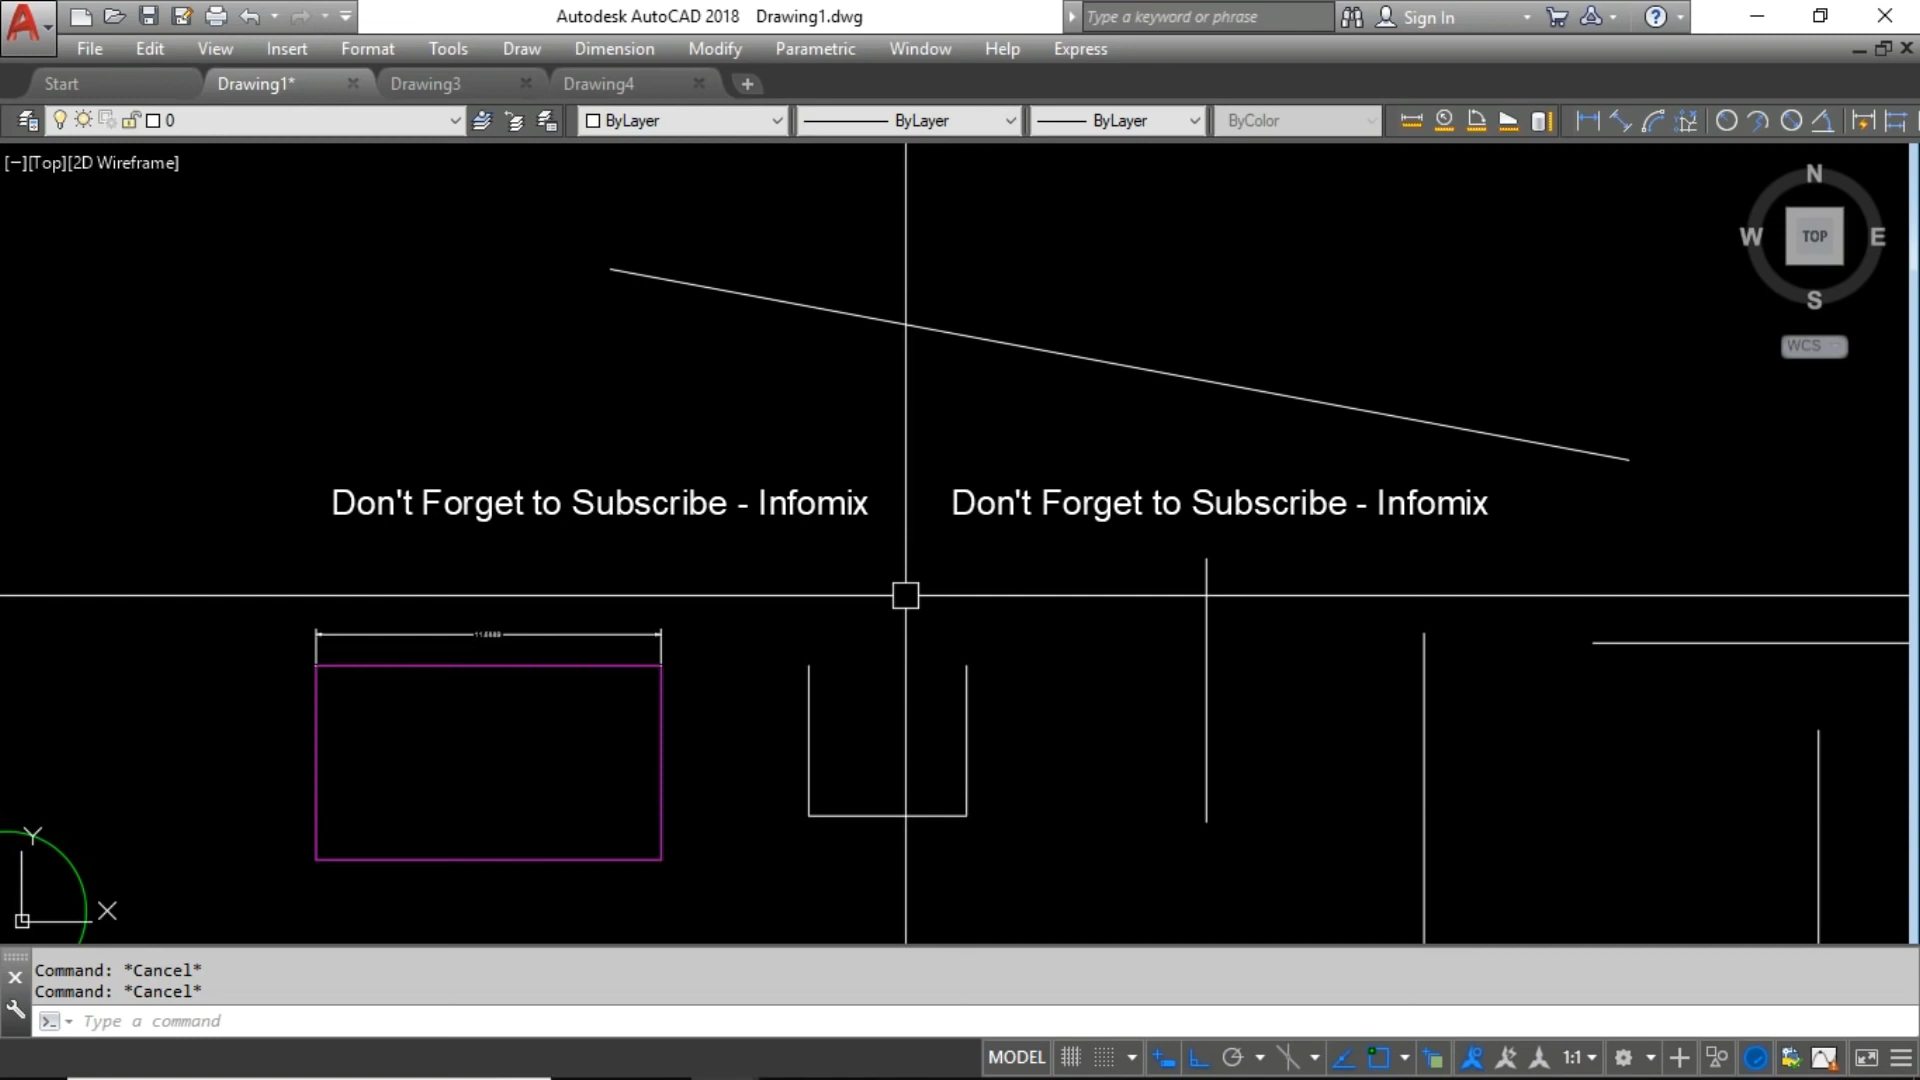 Autodesk AutoCAD 2018 Drawing1.dwg
Type a keyword or phrase
Sign In
File Edit View Insert Format Tools Draw Dimension Modify Parametric Window Help Express
Start Drawing1* Drawing3 Drawing4
0 ByLayer ByLayer ByLayer ByColor
[−][Top][2D Wireframe]
N
W TOP E
S
WCS
Don't Forget to Subscribe - Infomix Don't Forget to Subscribe - Infomix
Y
X
Command: *Cancel*
Command: *Cancel*
Type a command
MODEL 1:1